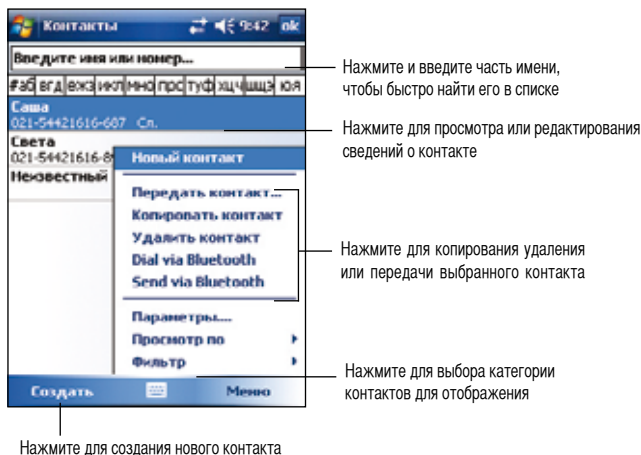 Контакты 9:42 ok
Введите имя или номер...
#аб вгд ежз икл мно прс туф хцч шщэ юя
Саша
021-54421616-687 Сл.
Света
021-54421616-8
Неизвестный
Новый контакт
Передать контакт...
Копировать контакт
Удалить контакт
Dial via Bluetooth
Send via Bluetooth
Параметры...
Просмотр по
Фильтр
Создать Меню
Нажмите и введите часть имени,
чтобы быстро найти его в списке
Нажмите для просмотра или редактирования
сведений о контакте
Нажмите для копирования удаления
или передачи выбранного контакта
Нажмите для выбора категории
контактов для отображения
Нажмите для создания нового контакта